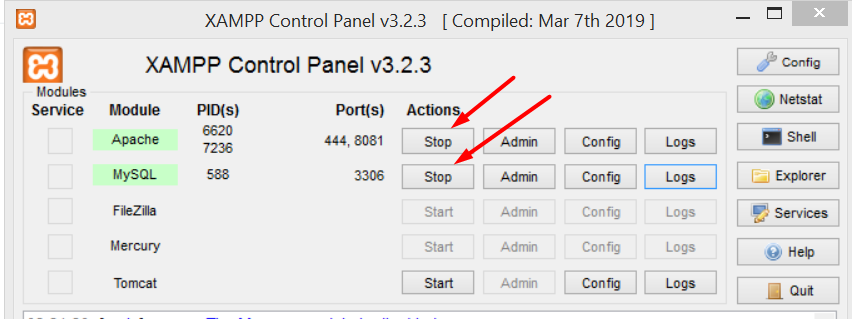 XAMPP Control Panel v3.2.3 [ Compiled: Mar 7th 2019 ]
XAMPP Control Panel v3.2.3
Modules
Service Module PID(s) Port(s) Actions
Apache 6620 7236 444, 8081 Stop Admin Config Logs
MySQL 588 3306 Stop Admin Config Logs
FileZilla Start Admin Config Logs
Mercury Start Admin Config Logs
Tomcat Start Admin Config Logs
Config
Netstat
Shell
Explorer
Services
Help
Quit